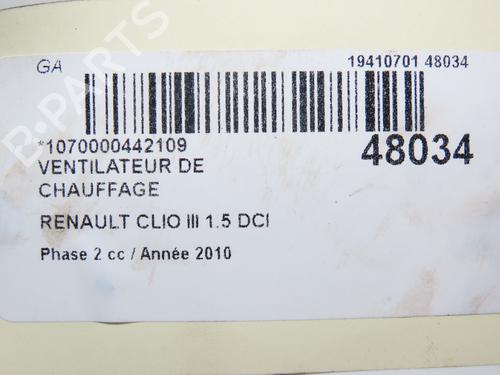 GA 19410701 48034
*1070000442109 48034
VENTILATEUR DE
CHAUFFAGE
RENAULT CLIO III 1.5 DCI
Phase 2 cc / Année 2010
B-PARTS